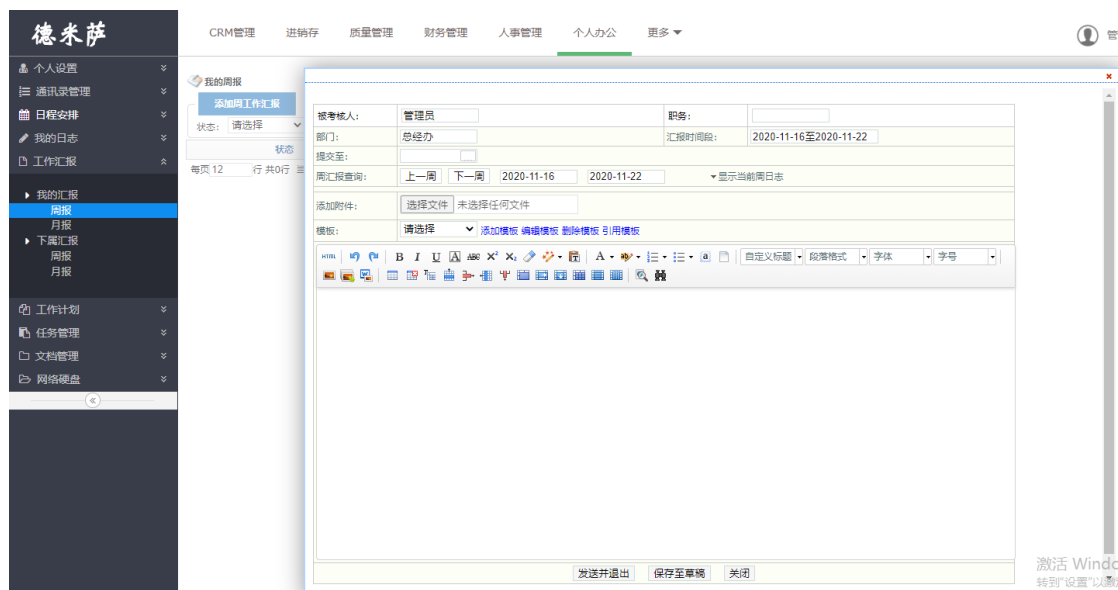 德米萨
CRM管理 进销存 质量管理 财务管理 人事管理 个人办公 更多
管
个人设置
通讯录管理
日程安排
我的日志
工作汇报
我的汇报
周报
月报
下属汇报
周报
月报
工作计划
任务管理
文档管理
网络硬盘
我的周报
添加周工作汇报
状态: 请选择
状态
每页 12 行 共0行
被考核人: 管理员 职务:
部门: 总经办 汇报时间段: 2020-11-16至2020-11-22
提交至:
周汇报查询: 上一周 下一周 2020-11-16 2020-11-22 显示当前周日志
添加附件: 选择文件 未选择任何文件
模板: 请选择 添加模板 编辑模板 删除模板 引用模板
HTML B I U A ABC X² X₂ A ab a 自定义标题 段落格式 字体 字号
发送并退出 保存至草稿 关闭
激活 Windo
转到"设置"以激